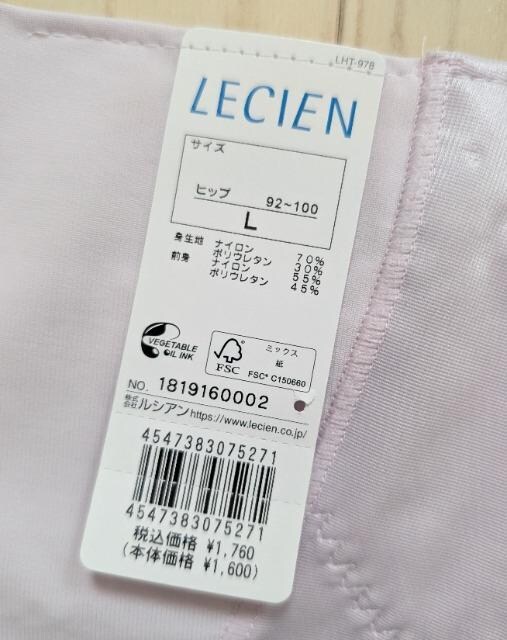 LHT-978
LECIEN
サイズ
ヒップ 92~100
L
身生地 ナイロン 70%
ポリウレタン 30%
前身 ナイロン 55%
ポリウレタン 45%
VEGETABLE
OIL INK
FSC
ミックス
紙
FSC® C150660
NO. 1819160002
株式会社ルシアン https://www.lecien.co.jp/
4547383075271
4547383075271
税込価格 ¥1,760
(本体価格 ¥1,600)